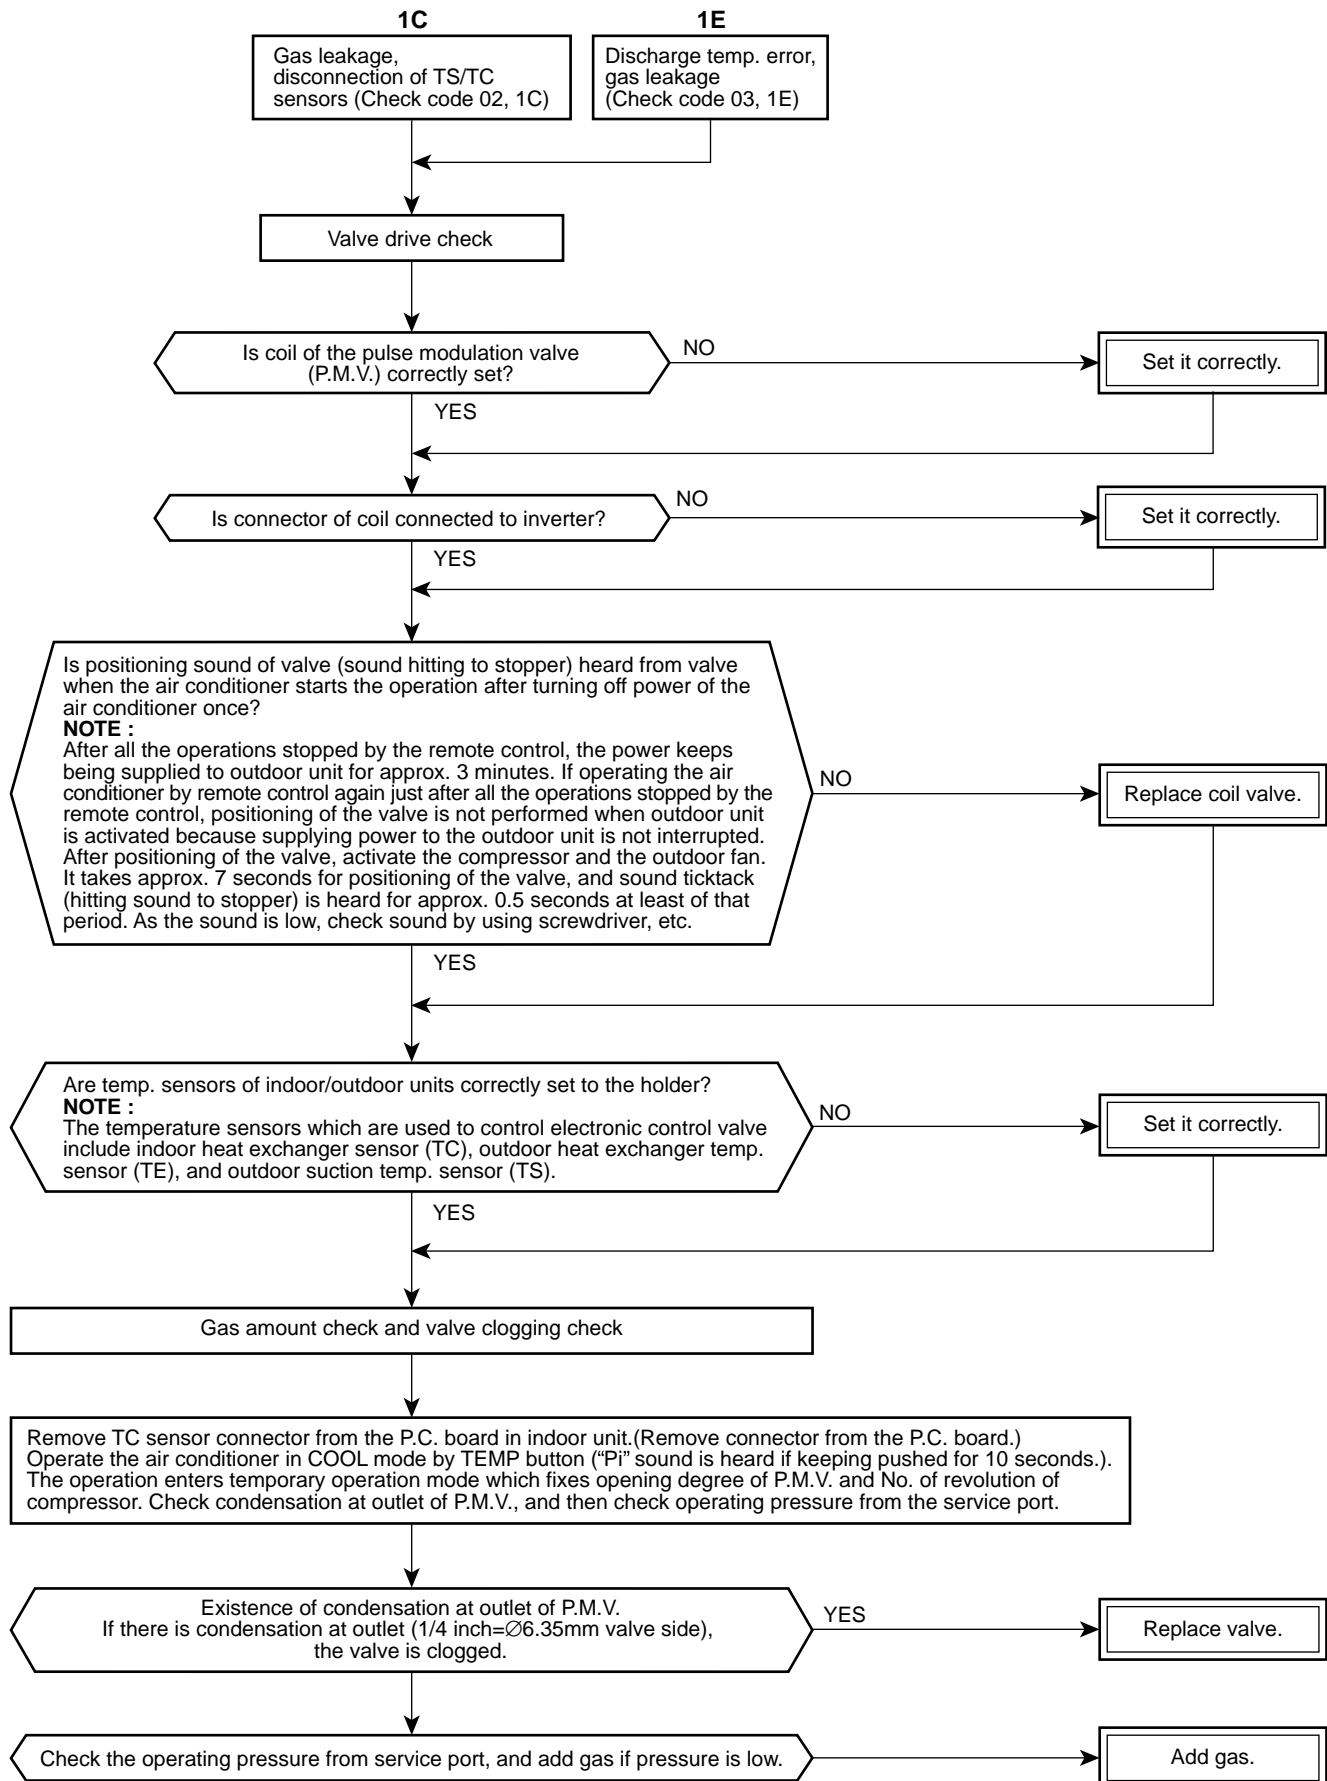 1C
1E
Gas leakage,
disconnection of TS/TC
sensors (Check code 02, 1C)
Discharge temp. error,
gas leakage
(Check code 03, 1E)
Valve drive check
Is coil of the pulse modulation valve
(P.M.V.) correctly set?
NO
Set it correctly.
YES
Is connector of coil connected to inverter?
NO
Set it correctly.
YES
Is positioning sound of valve (sound hitting to stopper) heard from valve
when the air conditioner starts the operation after turning off power of the
air conditioner once?
NOTE :
After all the operations stopped by the remote control, the power keeps
being supplied to outdoor unit for approx. 3 minutes. If operating the air
conditioner by remote control again just after all the operations stopped by the
remote control, positioning of the valve is not performed when outdoor unit
is activated because supplying power to the outdoor unit is not interrupted.
After positioning of the valve, activate the compressor and the outdoor fan.
It takes approx. 7 seconds for positioning of the valve, and sound ticktack
(hitting sound to stopper) is heard for approx. 0.5 seconds at least of that
period. As the sound is low, check sound by using screwdriver, etc.
NO
Replace coil valve.
YES
Are temp. sensors of indoor/outdoor units correctly set to the holder?
NOTE :
The temperature sensors which are used to control electronic control valve
include indoor heat exchanger sensor (TC), outdoor heat exchanger temp.
sensor (TE), and outdoor suction temp. sensor (TS).
NO
Set it correctly.
YES
Gas amount check and valve clogging check
Remove TC sensor connector from the P.C. board in indoor unit.(Remove connector from the P.C. board.)
Operate the air conditioner in COOL mode by TEMP button (“Pi” sound is heard if keeping pushed for 10 seconds.).
The operation enters temporary operation mode which fixes opening degree of P.M.V. and No. of revolution of
compressor. Check condensation at outlet of P.M.V., and then check operating pressure from the service port.
Existence of condensation at outlet of P.M.V.
If there is condensation at outlet (1/4 inch=∅6.35mm valve side),
the valve is clogged.
YES
Replace valve.
Check the operating pressure from service port, and add gas if pressure is low.
Add gas.